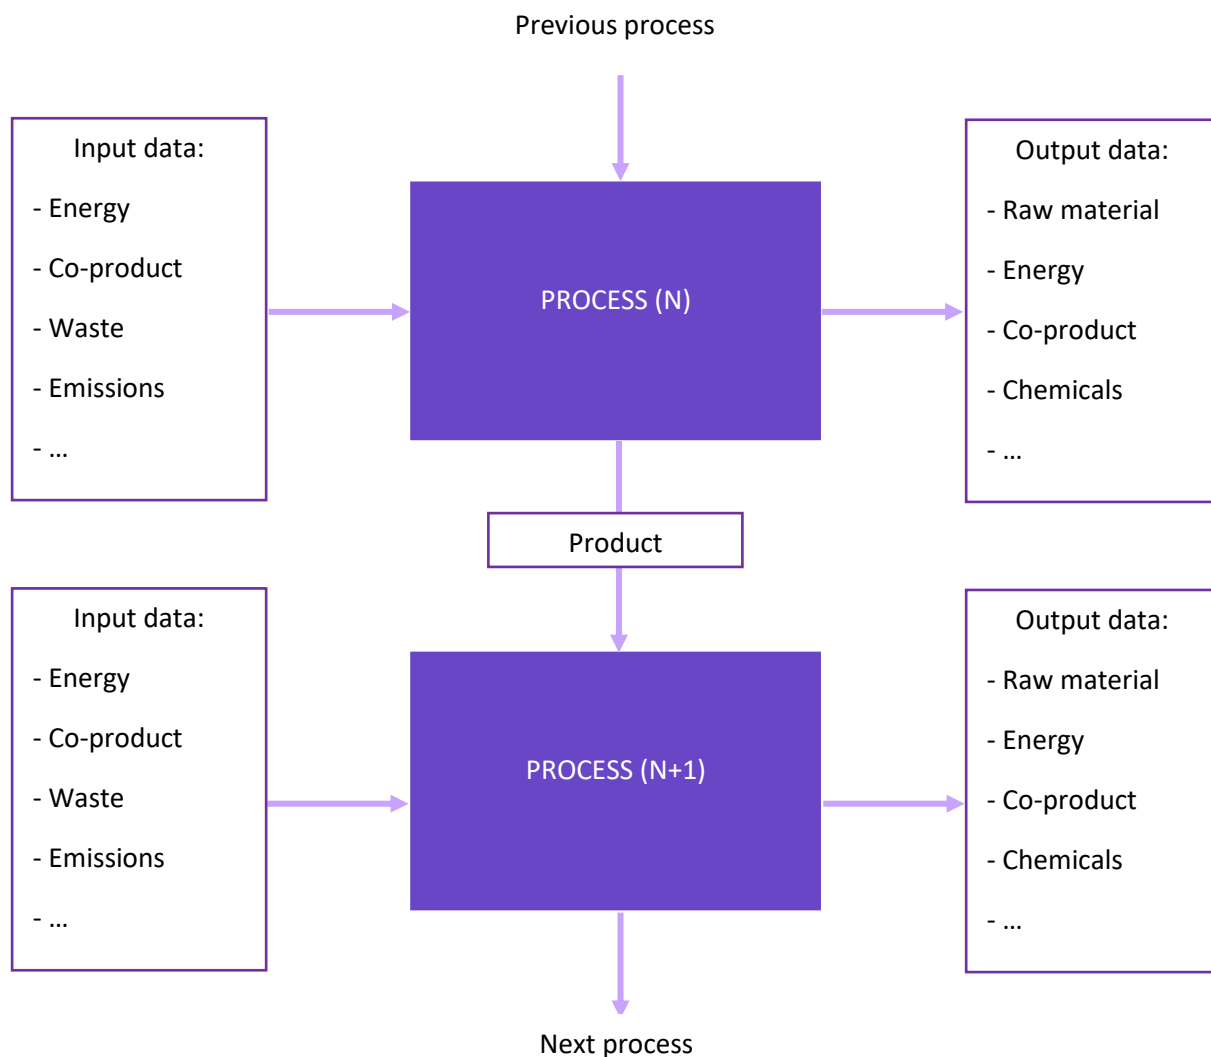 Previous process
Input data:
- Energy
- Co-product
- Waste
- Emissions
- ...
PROCESS (N)
Output data:
- Raw material
- Energy
- Co-product
- Chemicals
- ...
Product
Input data:
- Energy
- Co-product
- Waste
- Emissions
- ...
PROCESS (N+1)
Output data:
- Raw material
- Energy
- Co-product
- Chemicals
- ...
Next process